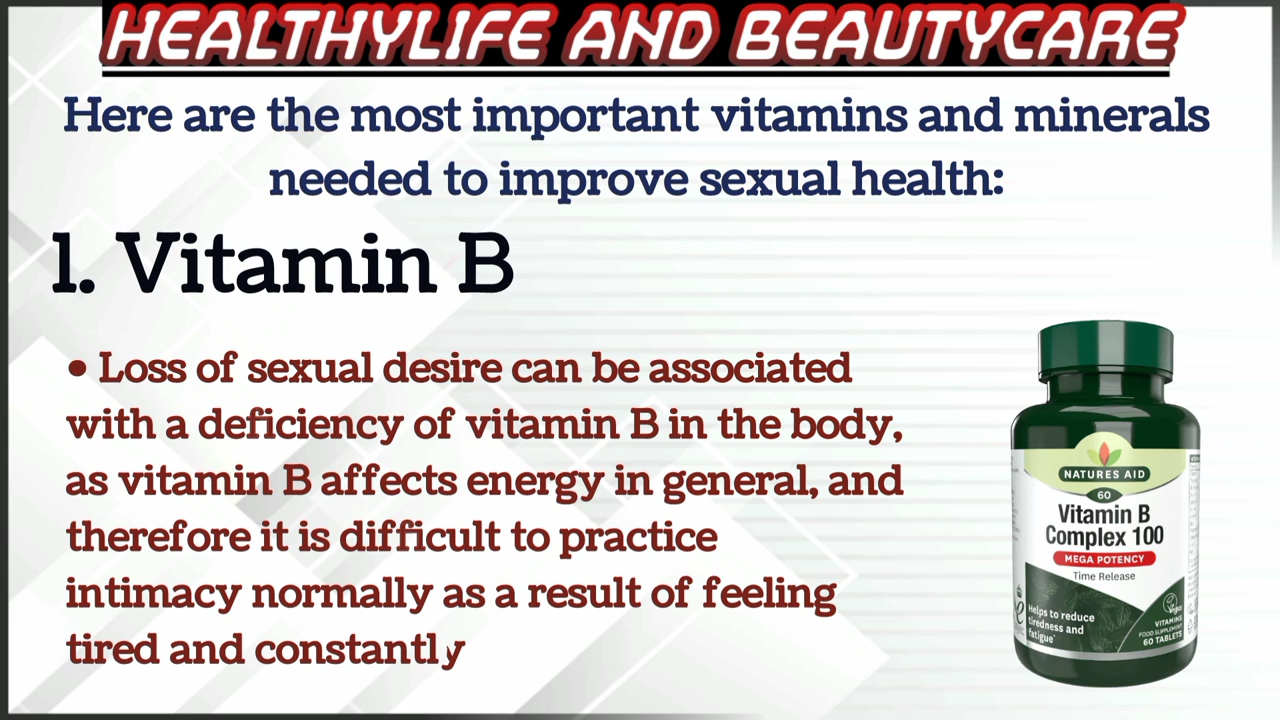 HEALTHYLIFE AND BEAUTYCARE
Here are the most important vitamins and minerals
needed to improve sexual health:
1. Vitamin B
• Loss of sexual desire can be associated
with a deficiency of vitamin B in the body,
as vitamin B affects energy in general, and
therefore it is difficult to practice
intimacy normally as a result of feeling
tired and constantly
NATURES AID
60
Vitamin B
Complex 100
MEGA POTENCY
Time Release
Helps to reduce
tiredness and
fatigue
Vegan
VITAMINS
FOOD SUPPLEMENT
60 TABLETS